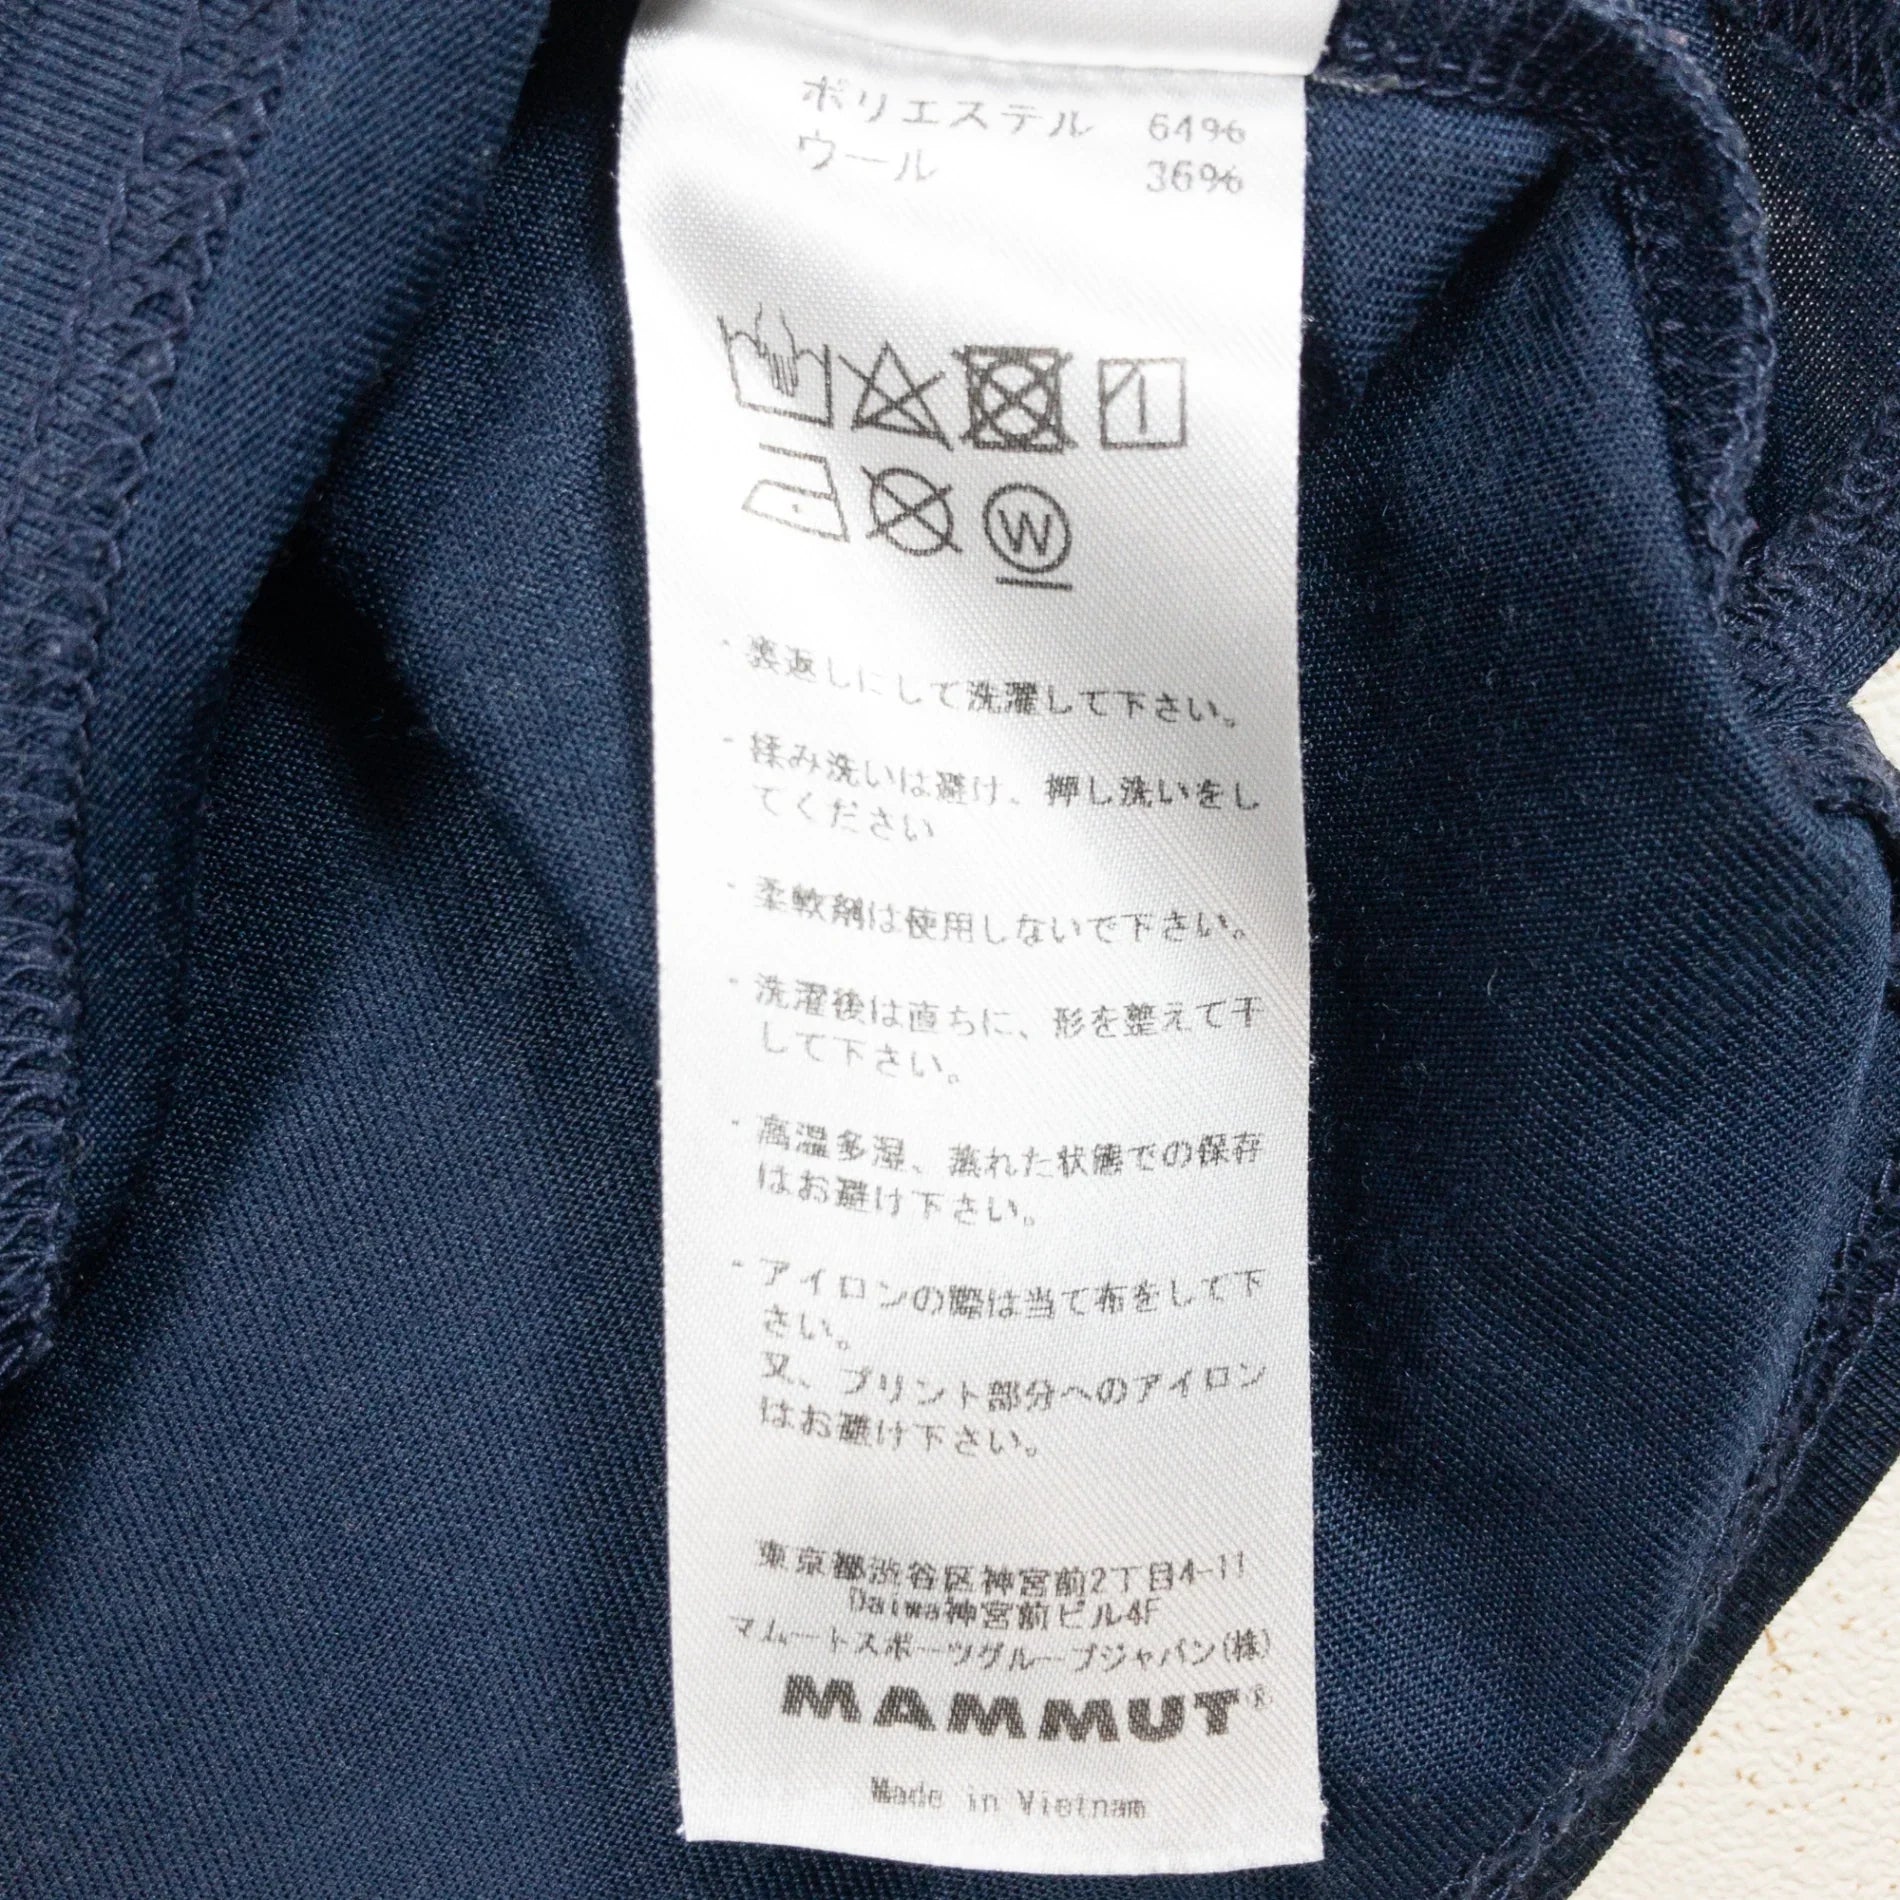 ポリエステル 64%
ウール 36%
W
・裏返しにして洗濯して下さい。
・揉み洗いは避け、押し洗いをし
てください
・柔軟剤は使用しないで下さい。
・洗濯後は直ちに、形を整えて干
して下さい。
・高温多湿、蒸れた状態での保存
はお避け下さい。
・アイロンの際は当て布をして下
さい。
又、プリント部分へのアイロン
はお避け下さい。
東京都渋谷区神宮前2丁目4-11
Daiwa神宮前ビル4F
マムートスポーツグループジャパン(株)
MAMMUT®
Made in Vietnam